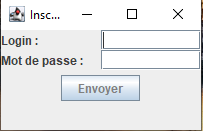 Insc...
Login :
Mot de passe :
Envoyer